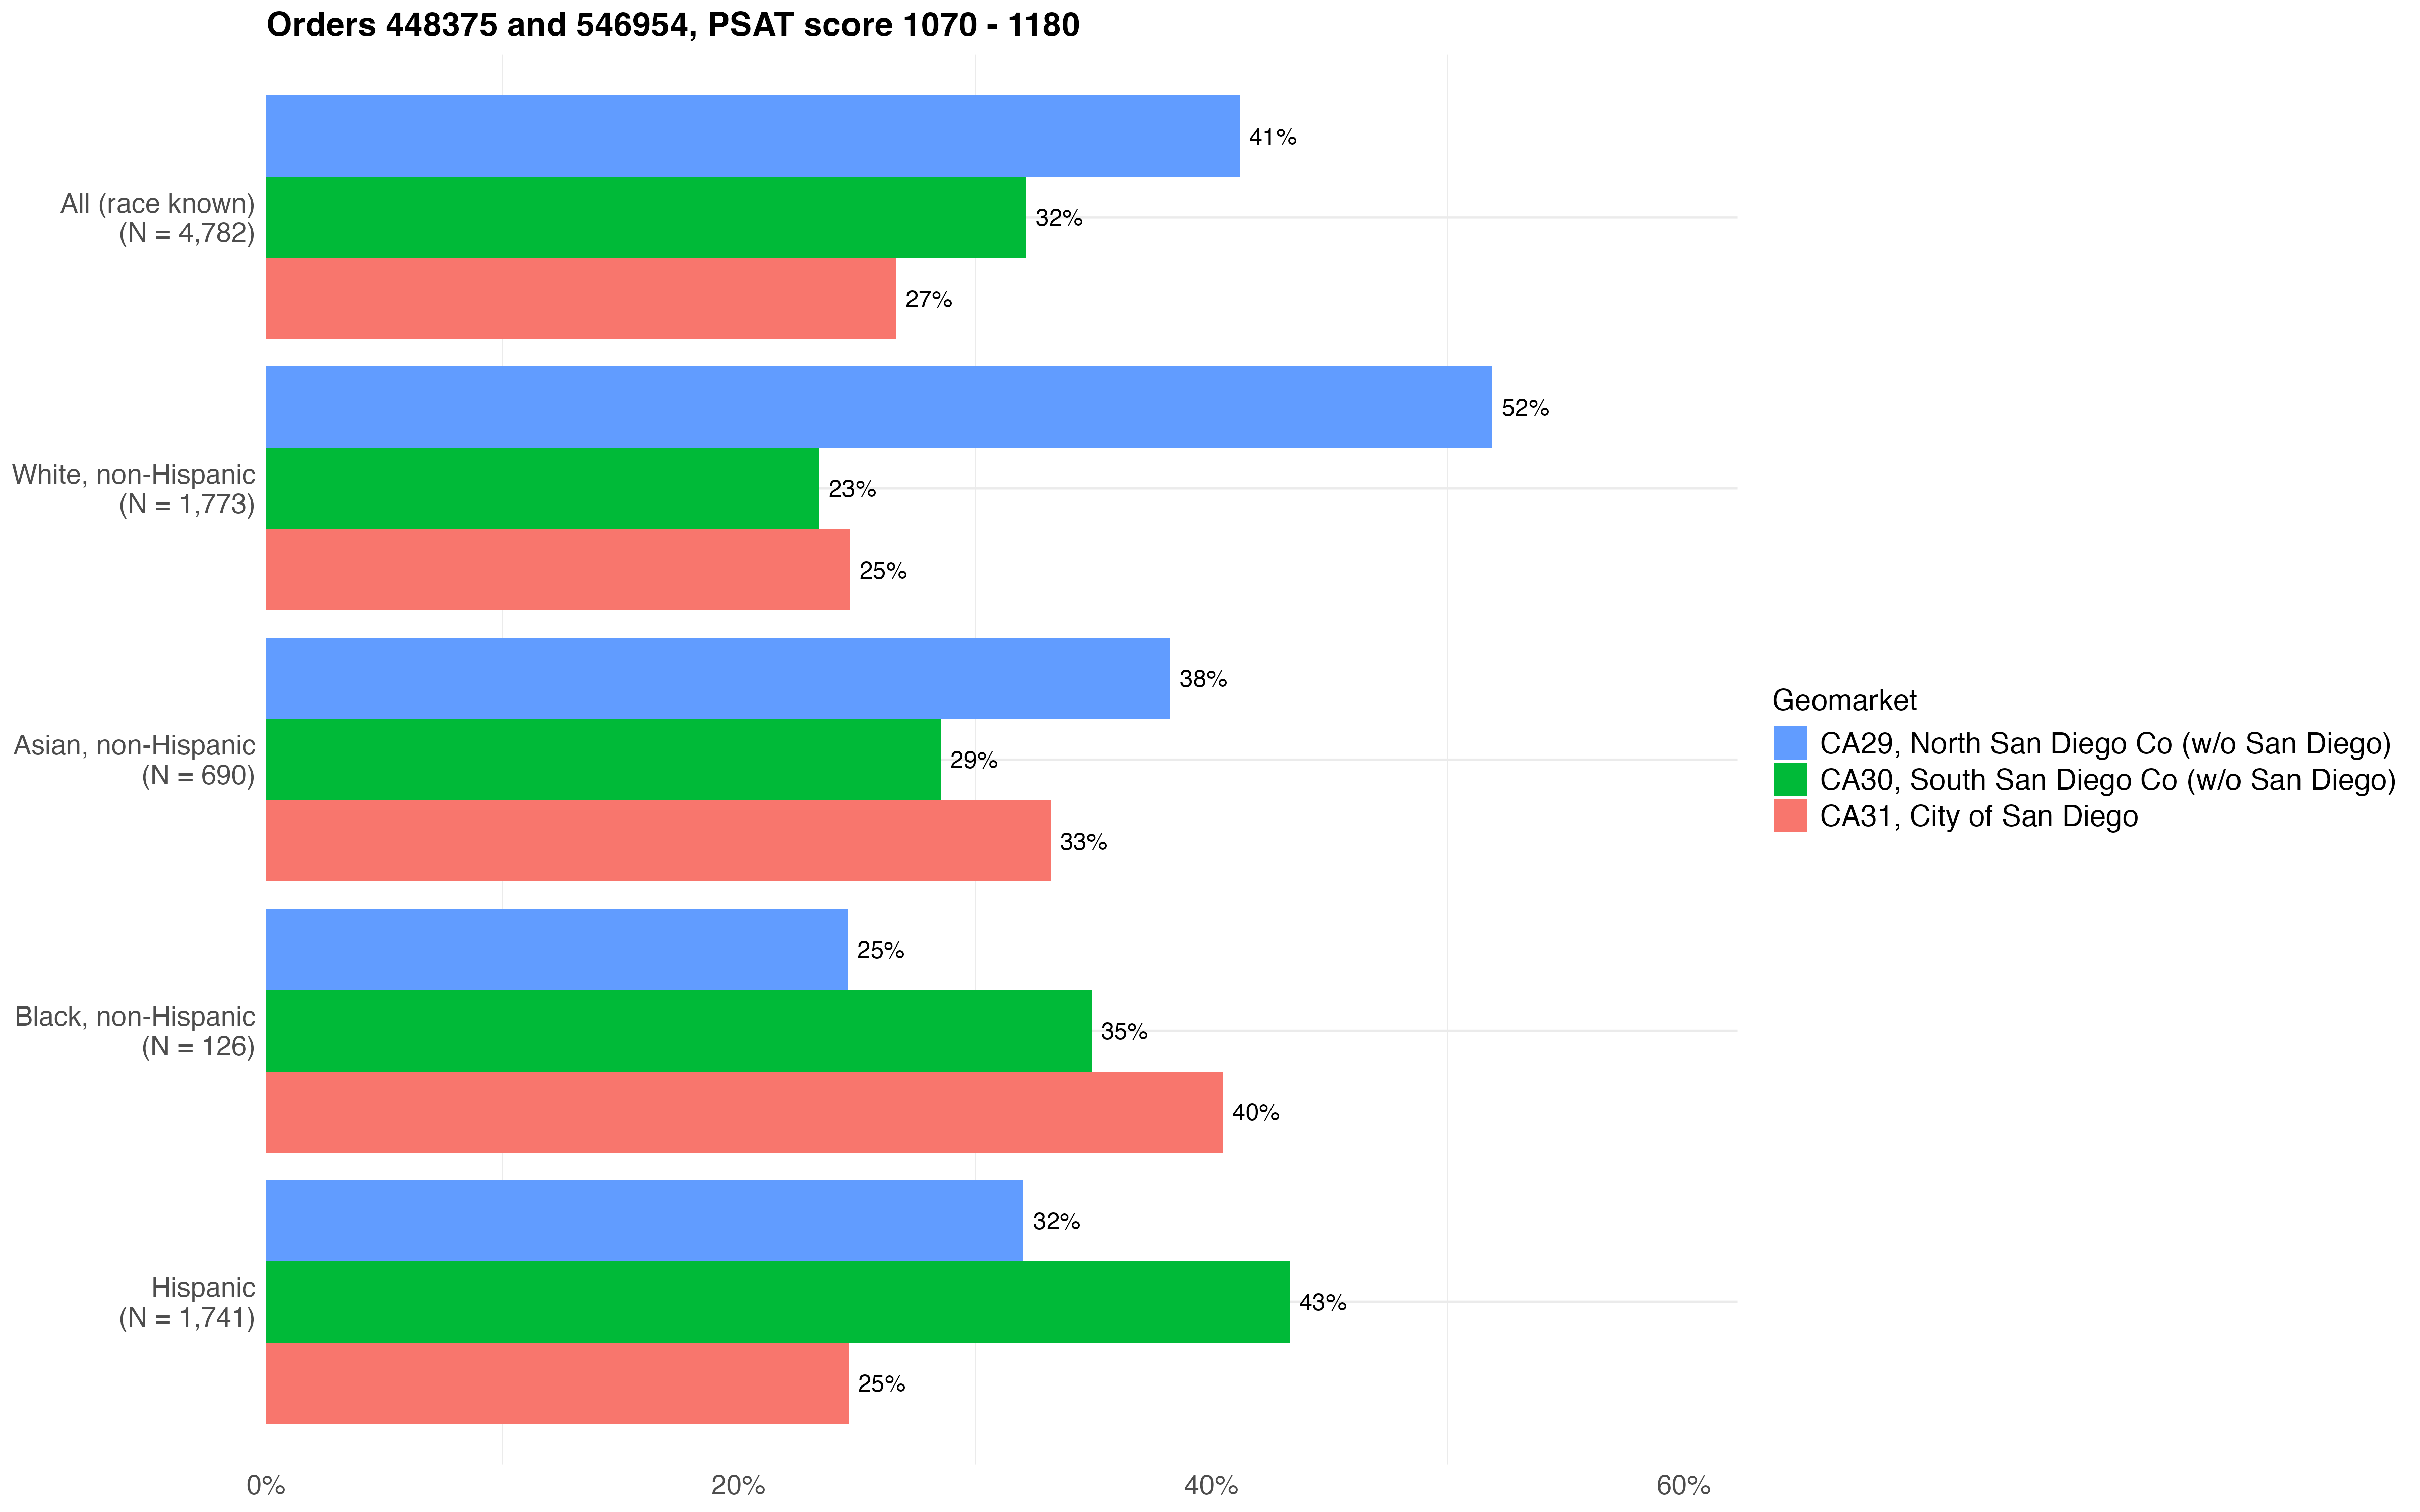 Orders 448375 and 546954, PSAT score 1070 - 1180
All (race known)
(N = 4,782)
41%
32%
27%
White, non-Hispanic
(N = 1,773)
52%
23%
25%
Asian, non-Hispanic
(N = 690)
38%
29%
33%
Black, non-Hispanic
(N = 126)
25%
35%
40%
Hispanic
(N = 1,741)
32%
43%
25%
0%
20%
40%
60%
Geomarket
CA29, North San Diego Co (w/o San Diego)
CA30, South San Diego Co (w/o San Diego)
CA31, City of San Diego